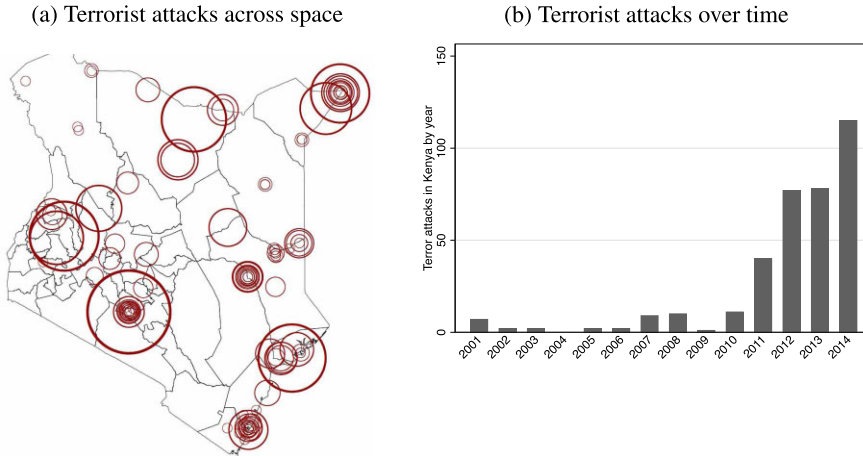 (a) Terrorist attacks across space
(b) Terrorist attacks over time
Terror attacks in Kenya by year
150
100
50
0
2001 2002 2003 2004 2005 2006 2007 2008 2009 2010 2011 2012 2013 2014